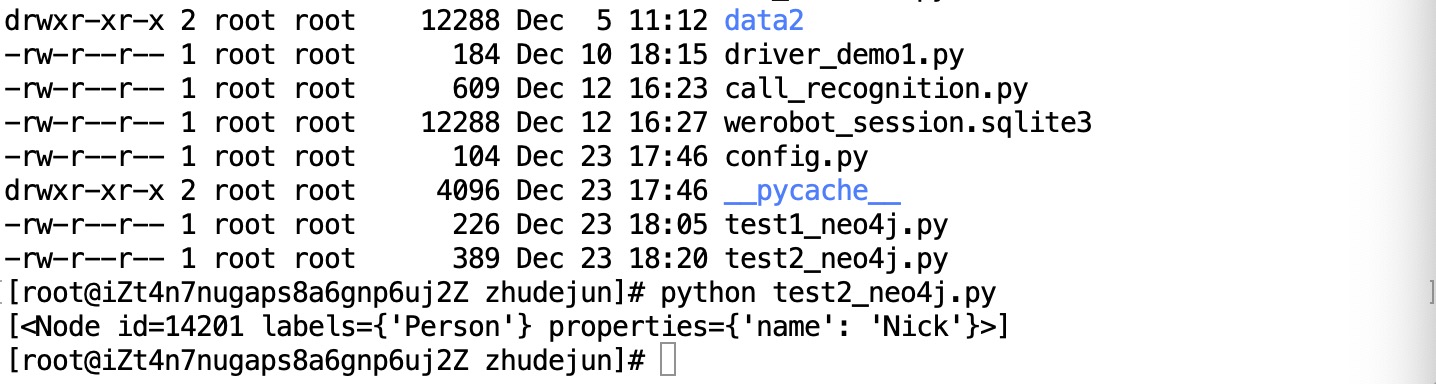 drwxr-xr-x 2 root root 12288 Dec 5 11:12 data2
-rw-r--r-- 1 root root 184 Dec 10 18:15 driver_demo1.py
-rw-r--r-- 1 root root 609 Dec 12 16:23 call_recognition.py
-rw-r--r-- 1 root root 12288 Dec 12 16:27 werobot_session.sqlite3
-rw-r--r-- 1 root root 104 Dec 23 17:46 config.py
drwxr-xr-x 2 root root 4096 Dec 23 17:46 __pycache__
-rw-r--r-- 1 root root 226 Dec 23 18:05 test1_neo4j.py
-rw-r--r-- 1 root root 389 Dec 23 18:20 test2_neo4j.py
[root@iZt4n7nugaps8a6gnp6uj2Z zhudejun]# python test2_neo4j.py
[<Node id=14201 labels={'Person'} properties={'name': 'Nick'}>]
[root@iZt4n7nugaps8a6gnp6uj2Z zhudejun]#